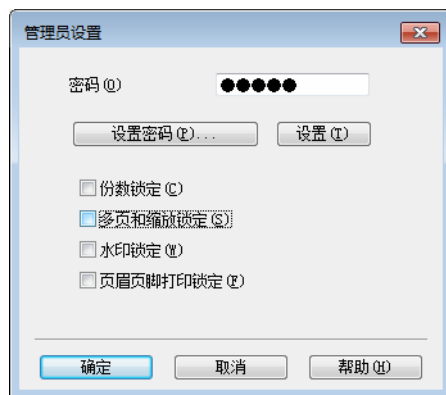 管理员设置
密码(O) ●●●●●
设置密码(P)... 设置(T)
份数锁定(C)
多页和缩放锁定(S)
水印锁定(W)
页眉页脚打印锁定(F)
确定 取消 帮助(H)